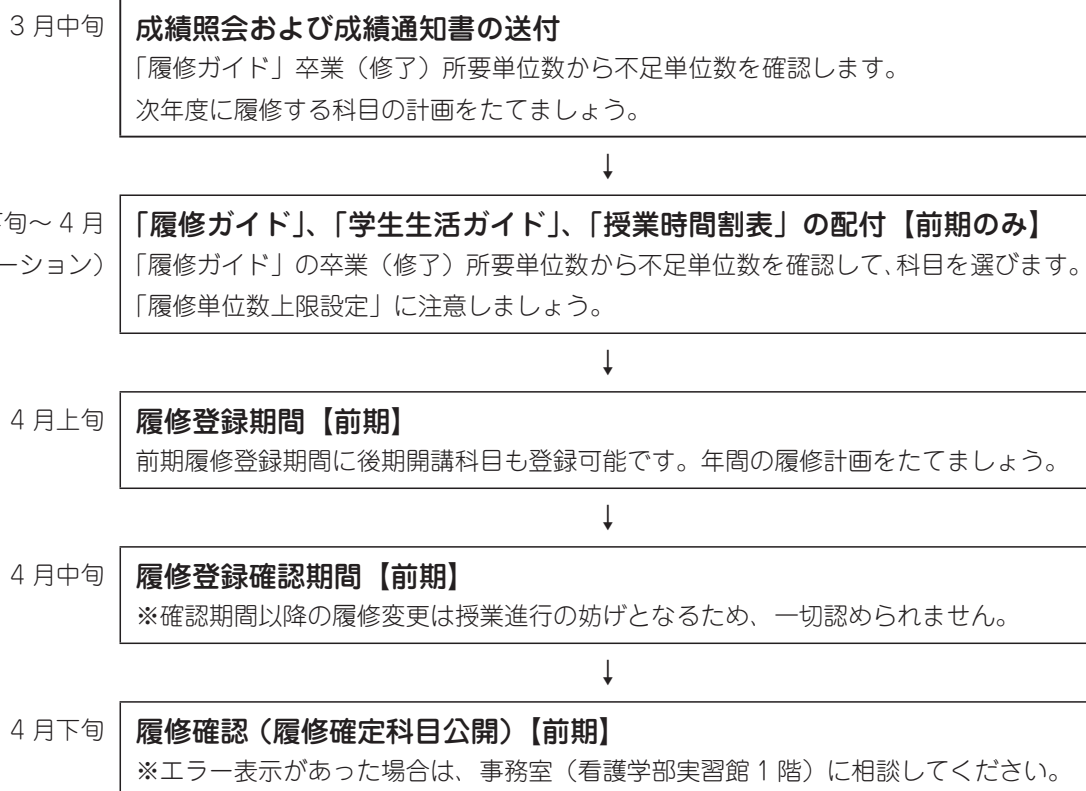 3 月中旬
成績照会および成績通知書の送付
「履修ガイド」卒業（修了）所要単位数から不足単位数を確認します。
次年度に履修する科目の計画をたてましょう。
↓
旬～ 4 月
「履修ガイド」、「学生生活ガイド」、「授業時間割表」の配付【前期のみ】
ーション）
「履修ガイド」の卒業（修了）所要単位数から不足単位数を確認して、科目を選びます。
「履修単位数上限設定」に注意しましょう。
↓
4 月上旬
履修登録期間【前期】
前期履修登録期間に後期開講科目も登録可能です。年間の履修計画をたてましょう。
↓
4 月中旬
履修登録確認期間【前期】
※確認期間以降の履修変更は授業進行の妨げとなるため、一切認められません。
↓
4 月下旬
履修確認（履修確定科目公開）【前期】
※エラー表示があった場合は、事務室（看護学部実習館 1 階）に相談してください。